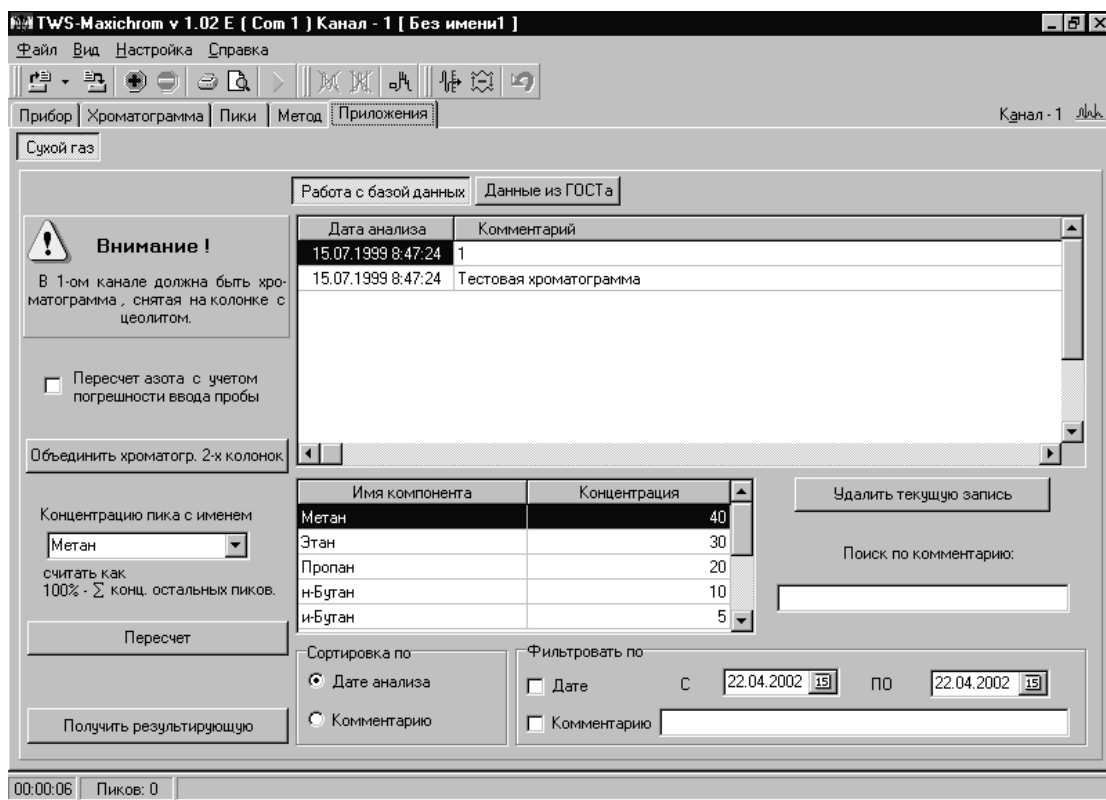 TWS-Maxichrom v 1.02 E ( Com 1 ) Канал - 1 [ Без имени1 ]
Файл Вид Настройка Справка
Прибор Хроматограмма Пики Метод Приложения Канал - 1
Сухой газ
Работа с базой данных Данные из ГОСТа
Внимание !
В 1-ом канале должна быть хро-
матограмма , снятая на колонке с
цеолитом.
Пересчет азота с учетом
погрешности ввода пробы
Объединить хроматогр. 2-х колонок
Концентрацию пика с именем
Метан
считать как
100% - ∑ конц. остальных пиков.
Пересчет
Получить результирующую
Дата анализа Комментарий
15.07.1999 8:47:24 1
15.07.1999 8:47:24 Тестовая хроматограмма
Имя компонента Концентрация
Метан 40
Этан 30
Пропан 20
н-Бутан 10
и-Бутан 5
Удалить текущую запись
Поиск по комментарию:
Сортировка по
Дате анализа
Комментарию
Фильтровать по
Дате С 22.04.2002 15 ПО 22.04.2002 15
Комментарию
00:00:06 Пиков: 0